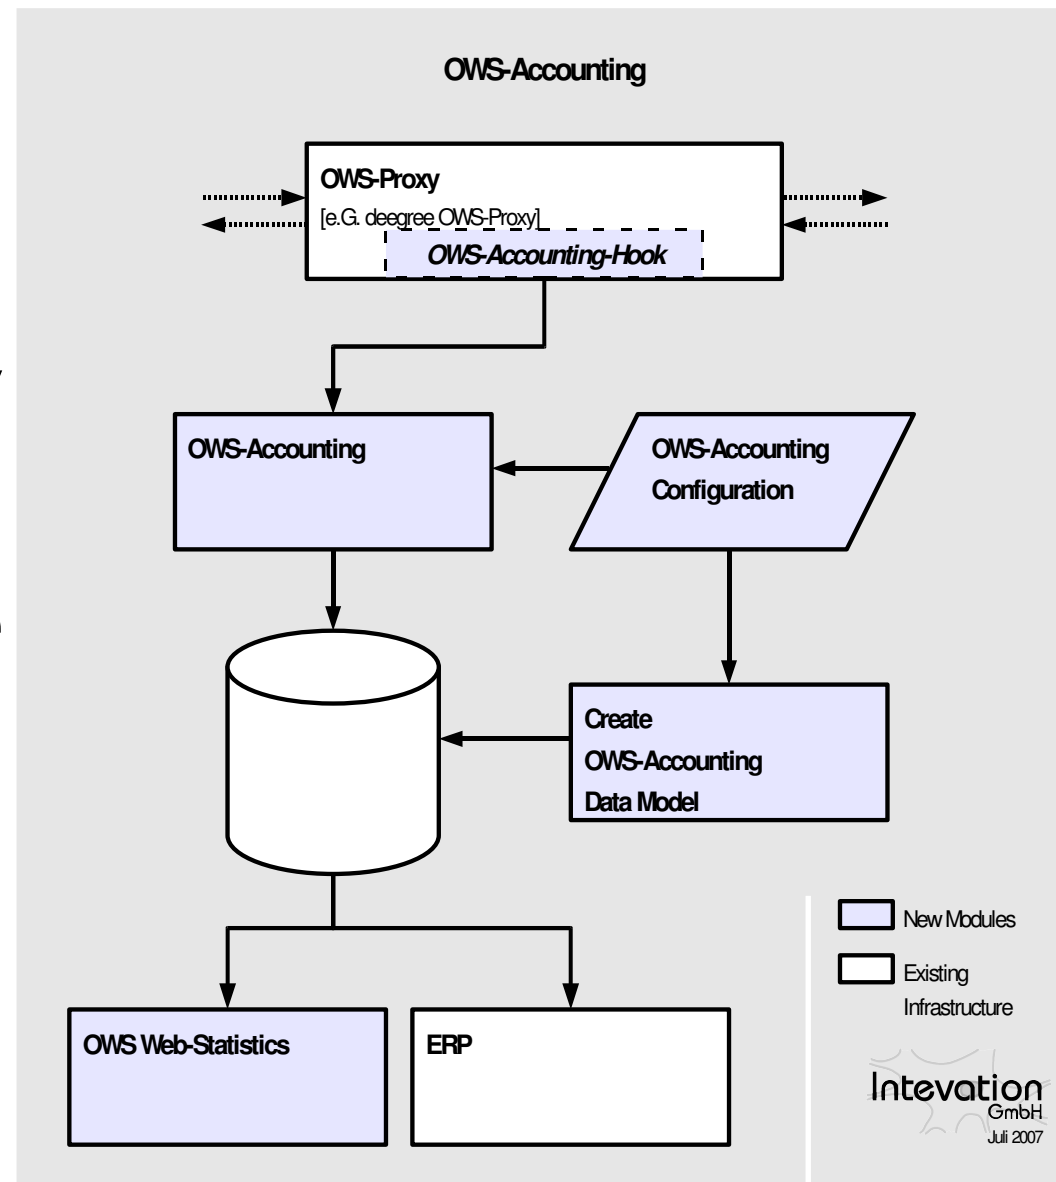 OWS-Accounting
OWS-Proxy
[e.G. deegree OWS-Proxy]
OWS-Accounting-Hook
OWS-Accounting
OWS-Accounting
Configuration
Create
OWS-Accounting
Data Model
New Modules
Existing
Infrastructure
OWS Web-Statistics
ERP
Intevation
GmbH
Juli 2007